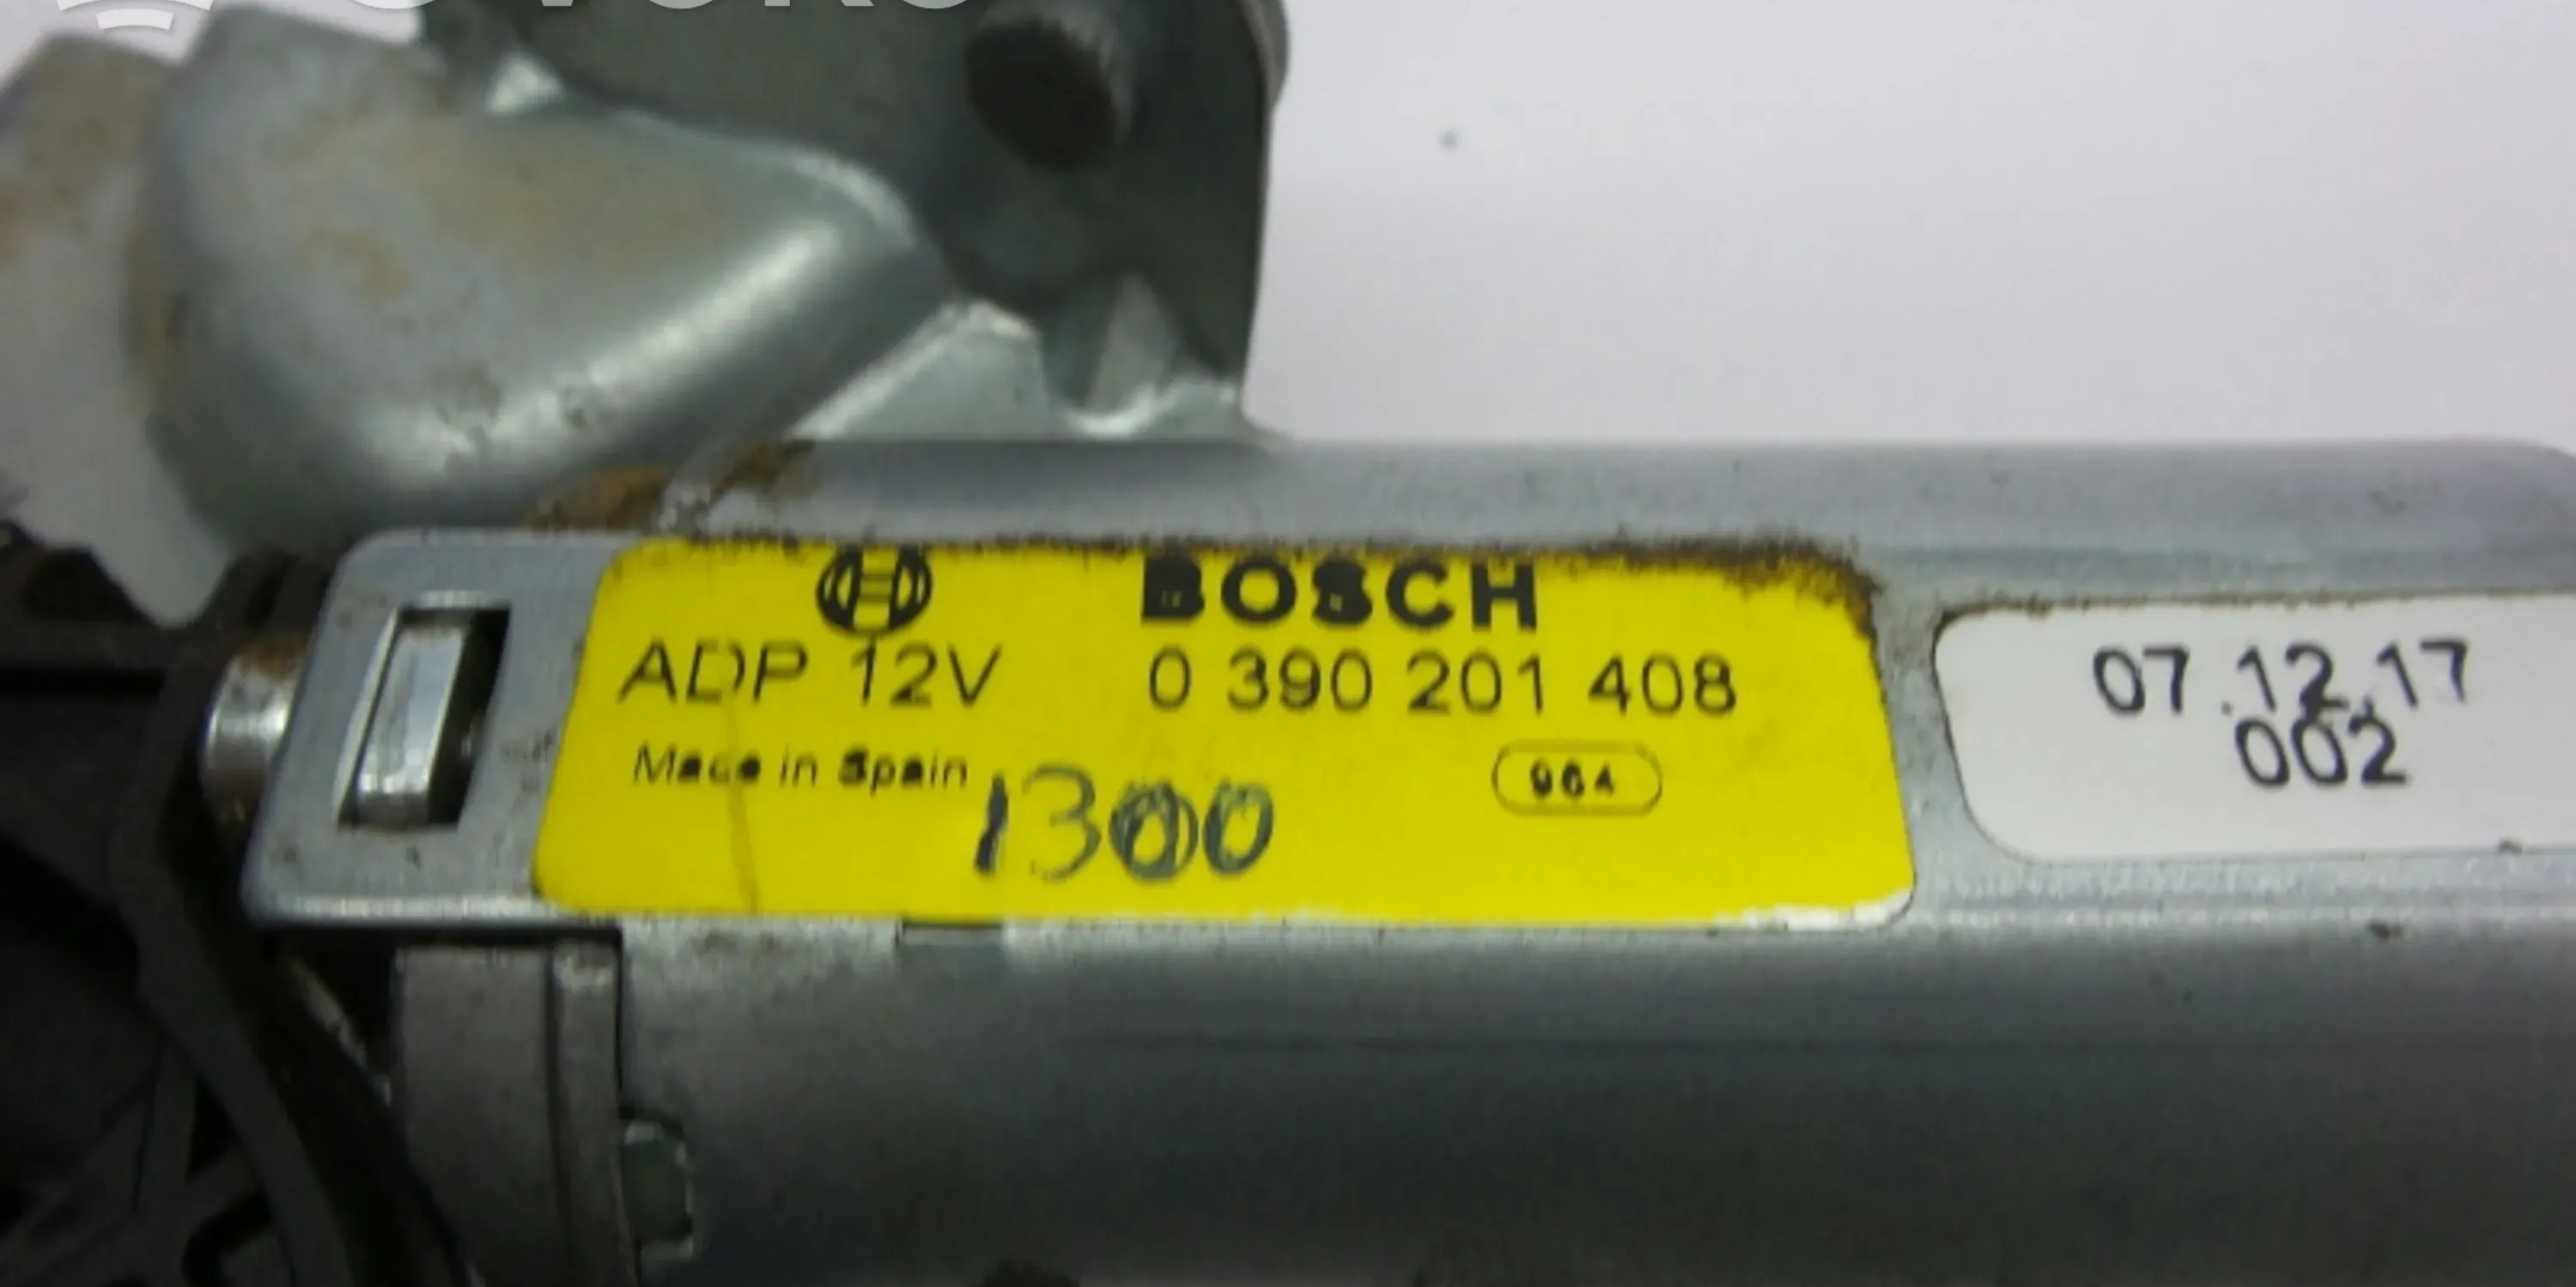 BOSCH
ADP 12V 0 390 201 408
Made in Spain
964
1300
07.12.17
002